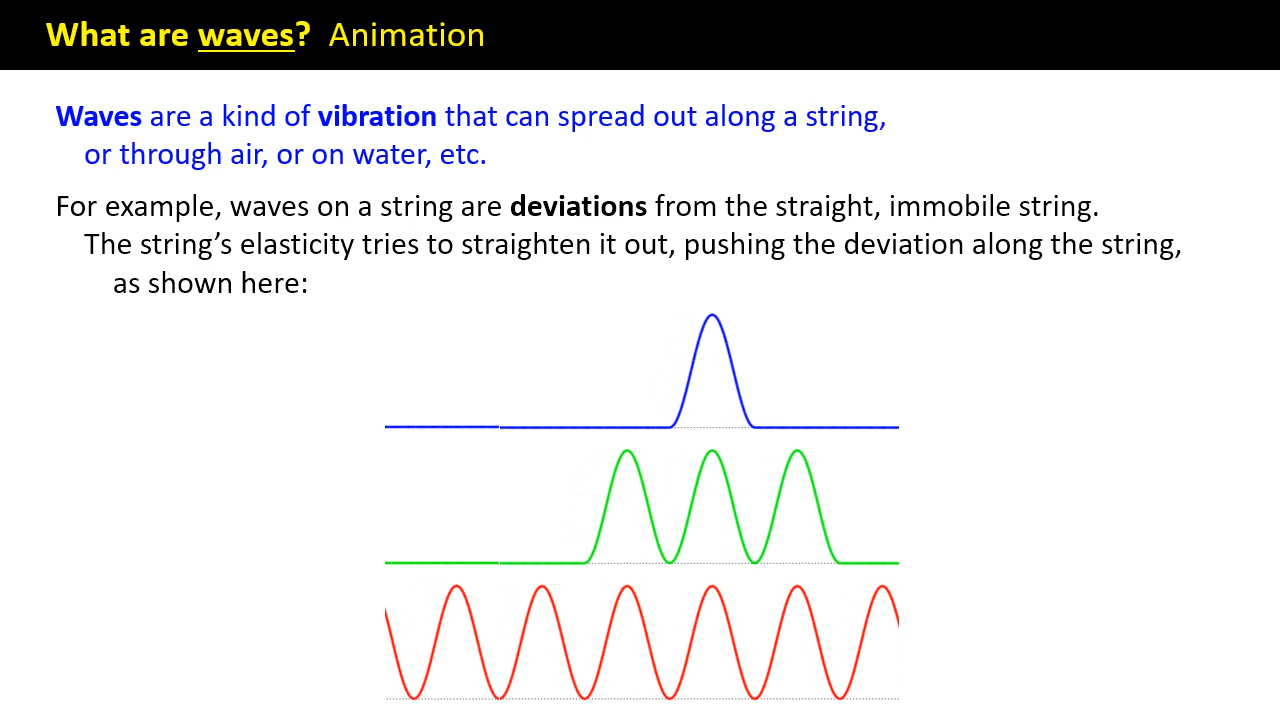 What are waves? Animation
Waves are a kind of vibration that can spread out along a string,
or through air, or on water, etc.
For example, waves on a string are deviations from the straight, immobile string.
The string’s elasticity tries to straighten it out, pushing the deviation along the string,
as shown here: